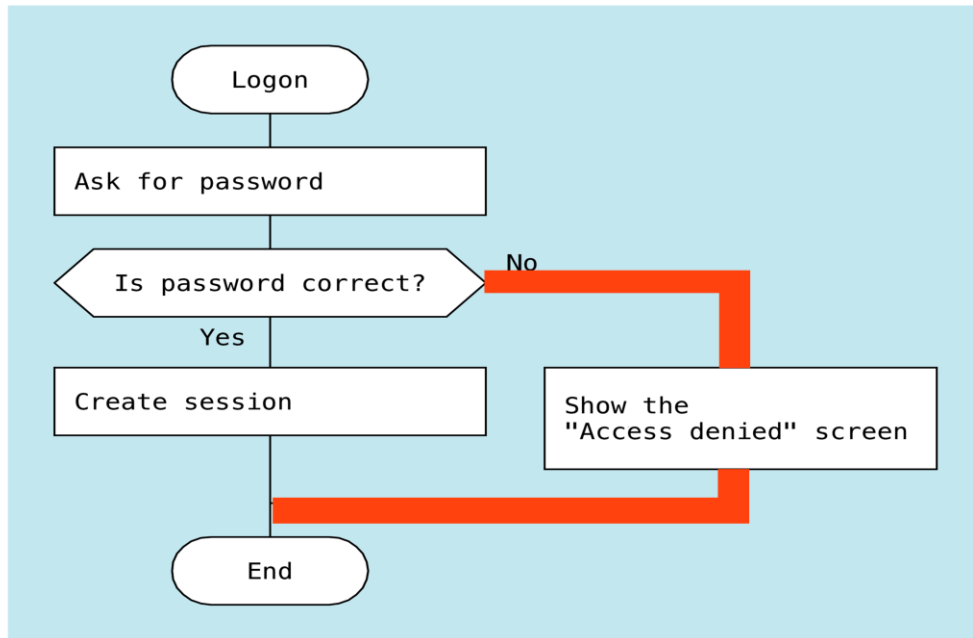 Logon
Ask for password
Is password correct?
No
Yes
Create session
Show the
"Access denied" screen
End